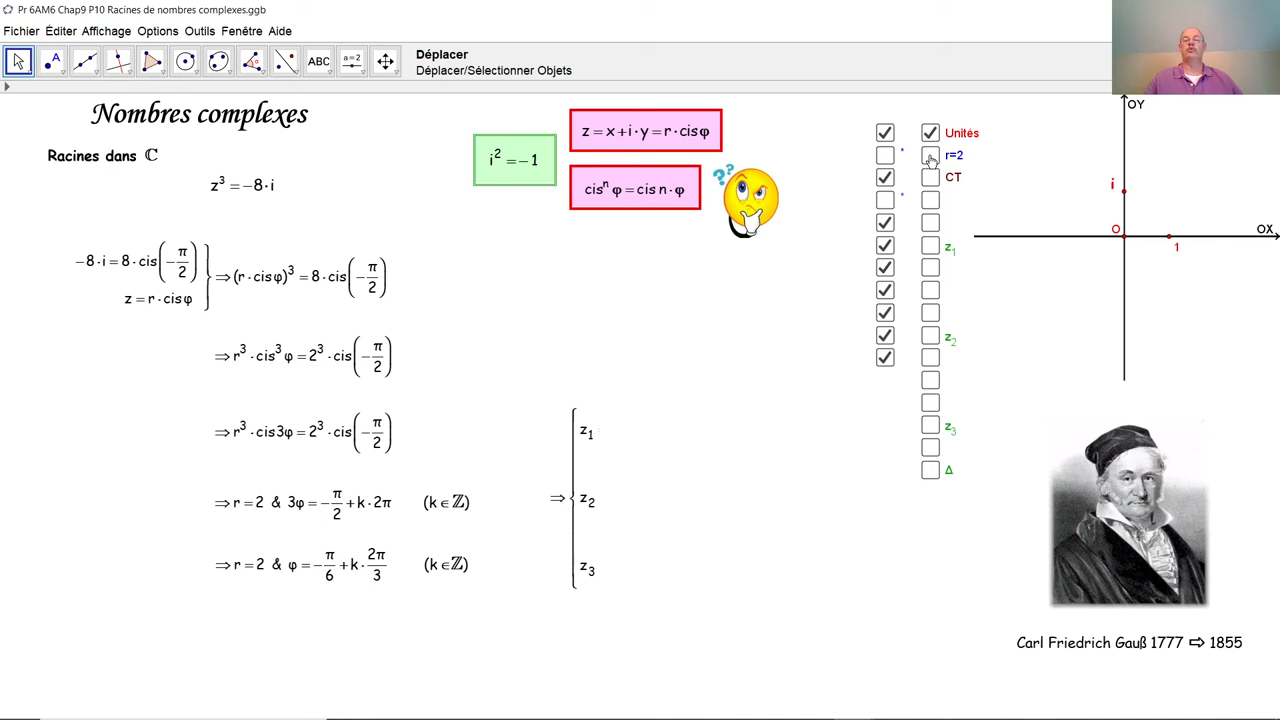 Pr 6AM6 Chap9 P10 Racines de nombres complexes.ggb
Fichier Éditer Affichage Options Outils Fenêtre Aide
A
ABC
a=2
Déplacer
Déplacer/Sélectionner Objets
Nombres complexes
Racines dans ℂ
z³ = −8·i
i² = −1
z = x + i·y = r·cisφ
cisⁿ φ = cis n·φ
??
−8·i = 8·cis(−π/2)
z = r·cisφ
⇒ (r·cisφ)³ = 8·cis(−π/2)
⇒ r³·cis³φ = 2³·cis(−π/2)
⇒ r³·cis3φ = 2³·cis(−π/2)
⇒ r = 2 & 3φ = −π/2 + k·2π (k∈ℤ)
⇒ r = 2 & φ = −π/6 + k·2π/3 (k∈ℤ)
⇒ { z₁
z₂
z₃
Unités
* r=2
CT
*
z₁
z₂
z₃
Δ
OY
i
O
1
OX
Carl Friedrich Gauß 1777 ⇨ 1855